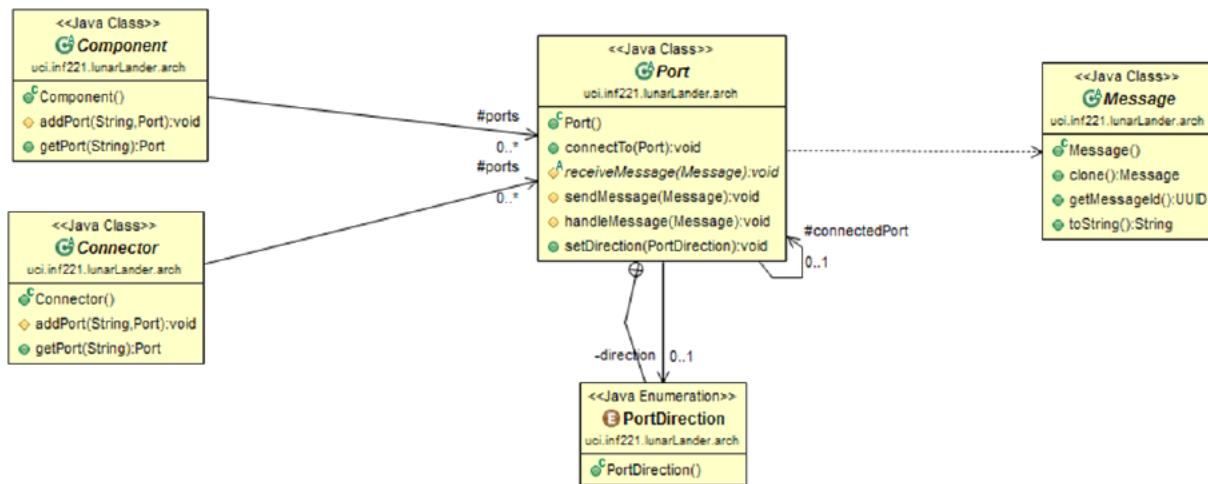 <<Java Class>>
Component
uci.inf221.lunarLander.arch
Component()
addPort(String,Port):void
getPort(String):Port
<<Java Class>>
Connector
uci.inf221.lunarLander.arch
Connector()
addPort(String,Port):void
getPort(String):Port
#ports
0..*
#ports
0..*
<<Java Class>>
Port
uci.inf221.lunarLander.arch
Port()
connectTo(Port):void
receiveMessage(Message):void
sendMessage(Message):void
handleMessage(Message):void
setDirection(PortDirection):void
#connectedPort
0..1
-direction
0..1
<<Java Enumeration>>
PortDirection
uci.inf221.lunarLander.arch
PortDirection()
<<Java Class>>
Message
uci.inf221.lunarLander.arch
Message()
clone():Message
getMessageId():UUID
toString():String